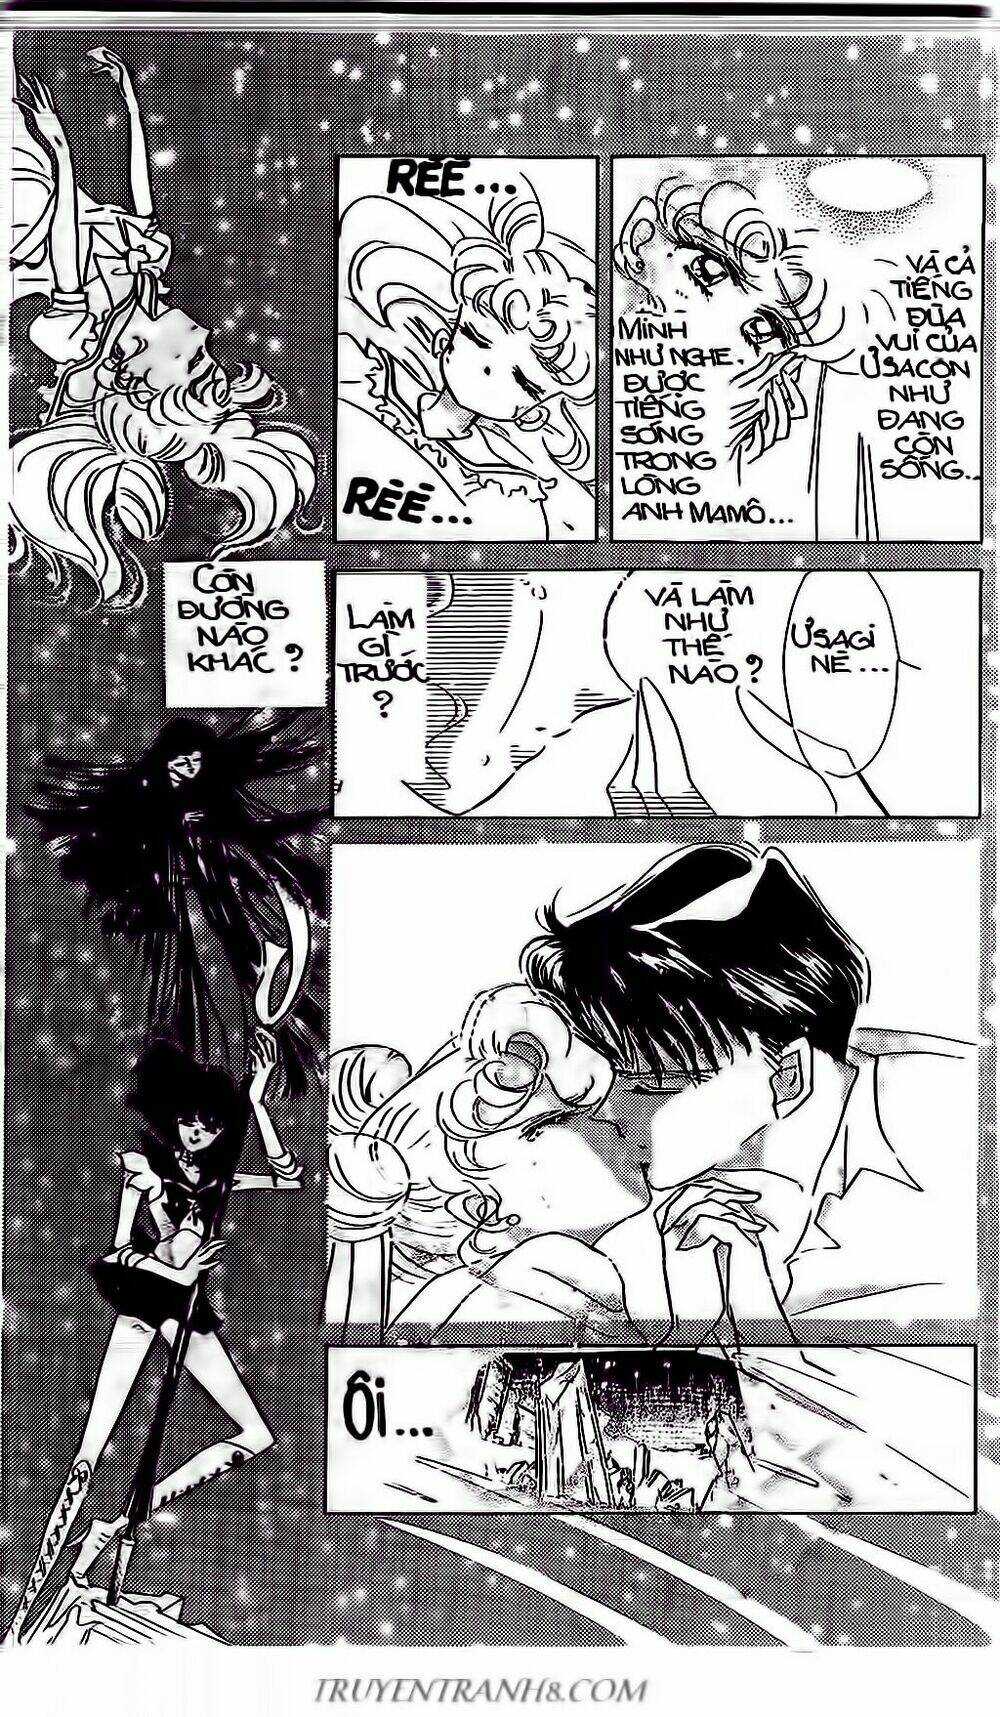 VÀ CẢ
TIẾNG
ĐÙA
VUI CỦA
ƯSACON
NHƯ
ĐANG
CÒN
SỐNG...
MÌNH
NHƯ NGHE
ĐƯỢC
TIẾNG
SÓNG
TRONG
LÒNG
ANH MAMÔ...
RÈÈ...
RÈÈ...
ƯSAGI
NÈ...
VÀ LÀM
NHƯ
THẾ
NÀO?
LÀM
GÌ
TRƯỚC
?
CÒN
ĐƯỜNG
NÀO
KHÁC?
ÔI...
TRUYENTRANH8.COM